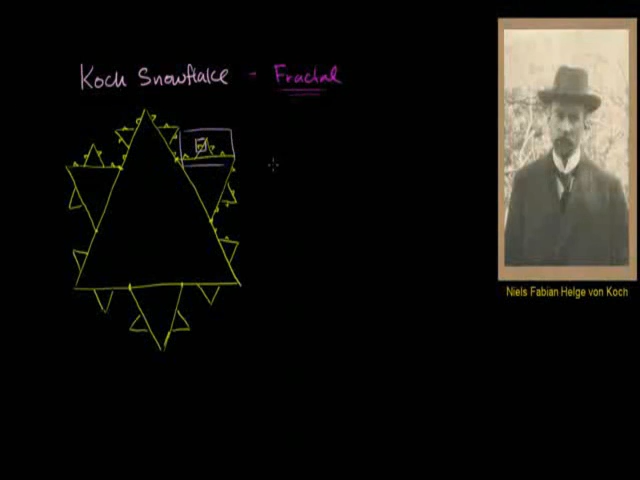 Koch Snowflake - Fractal
Niels Fabian Helge von Koch